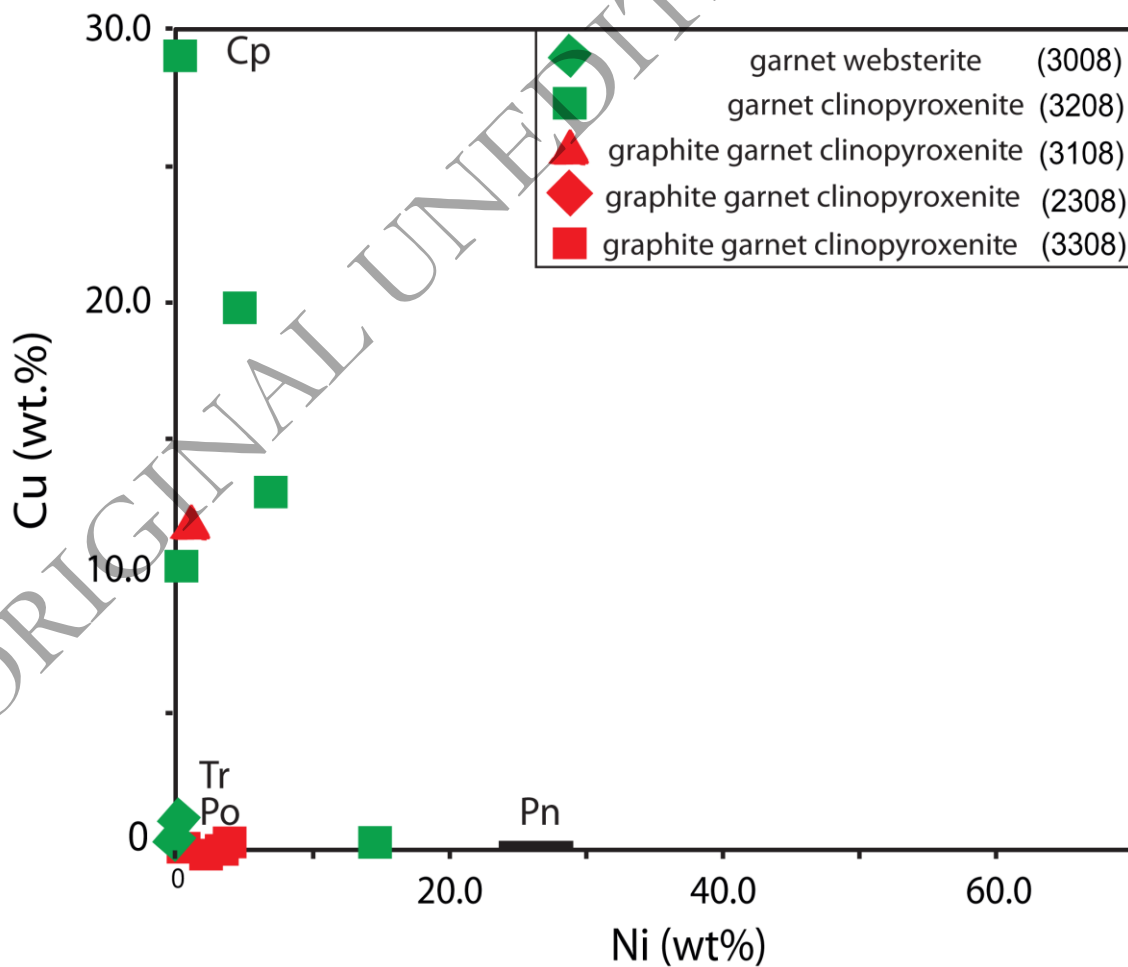 30.0
Cp
garnet websterite (3008)
garnet clinopyroxenite (3208)
graphite garnet clinopyroxenite (3108)
graphite garnet clinopyroxenite (2308)
graphite garnet clinopyroxenite (3308)
20.0
Cu (wt.%)
10.0
Tr
Po
Pn
0
0
20.0
40.0
60.0
Ni (wt%)
ORIGINAL UNEDIT